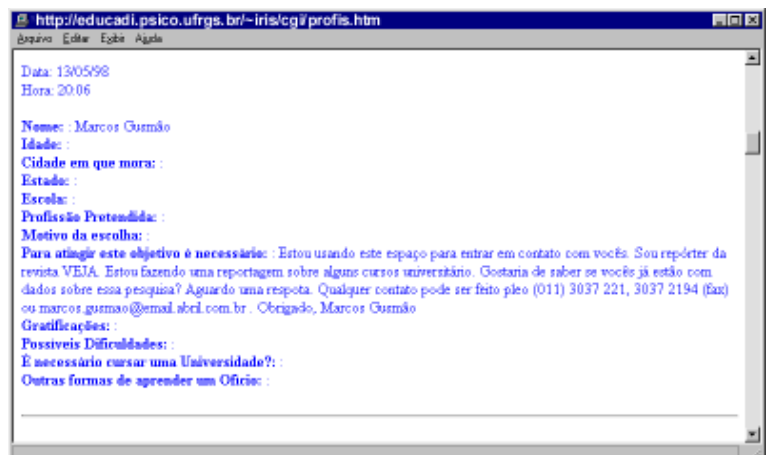 http://educadi.psico.ufrgs.br/~iris/cgi/profis.htm
Arquivo Editar Exibir Ajuda
Data: 13/05/98
Hora: 20:06
Nome: : Marcos Gusmão
Idade: :
Cidade em que mora: :
Estado: :
Escola: :
Profissão Pretendida: :
Motivo da escolha: :
Para atingir este objetivo é necessário: : Estou usando este espaço para entrar em contato com vocês. Sou repórter da
revista VEJA. Estou fazendo uma reportagem sobre alguns cursos universitário. Gostaria de saber se vocês já estão com
dados sobre essa pesquisa? Aguardo uma respota. Qualquer contato pode ser feito pleo (011) 3037 221, 3037 2194 (fax)
ou marcos.gusmao@email.abril.com.br . Obrigado, Marcos Gusmão
Gratificações: :
Possíveis Dificuldades: :
É necessário cursar uma Universidade?: :
Outras formas de aprender um Ofício: :